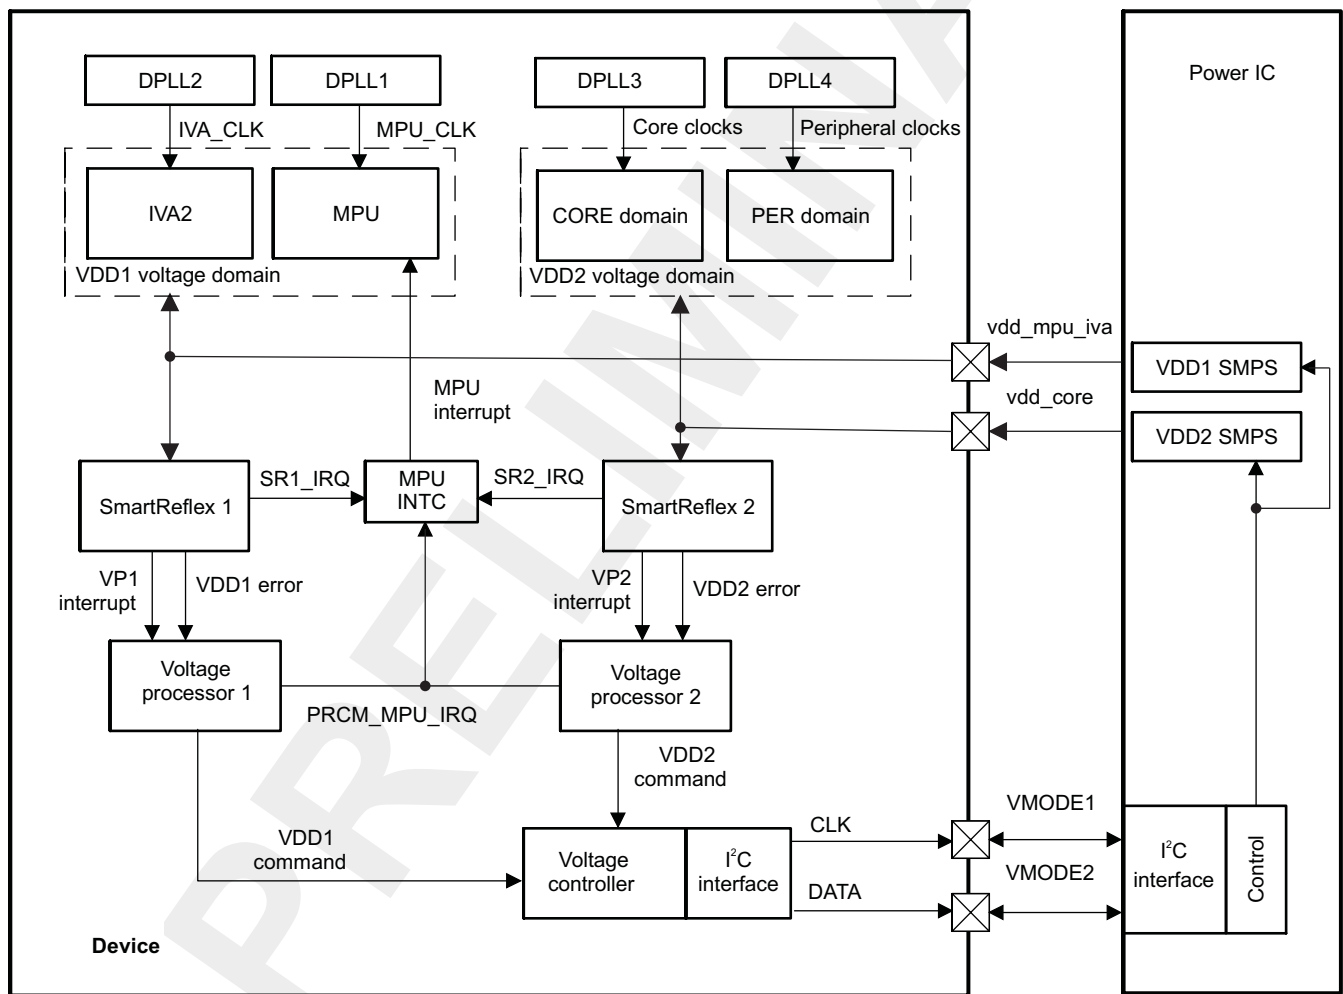 DPLL2
DPLL1
DPLL3
DPLL4
Power IC
IVA_CLK
MPU_CLK
Core clocks
Peripheral clocks
IVA2
MPU
CORE domain
PER domain
VDD1 voltage domain
VDD2 voltage domain
vdd_mpu_iva
VDD1 SMPS
MPU
interrupt
vdd_core
VDD2 SMPS
SmartReflex 1
SR1_IRQ
MPU
INTC
SR2_IRQ
SmartReflex 2
VP1
interrupt
VDD1 error
VP2
interrupt
VDD2 error
Voltage
processor 1
PRCM_MPU_IRQ
Voltage
processor 2
VDD2
command
VDD1
command
Voltage
controller
I²C
interface
CLK
DATA
VMODE1
VMODE2
I²C
interface
Control
Device
PRELIMINA